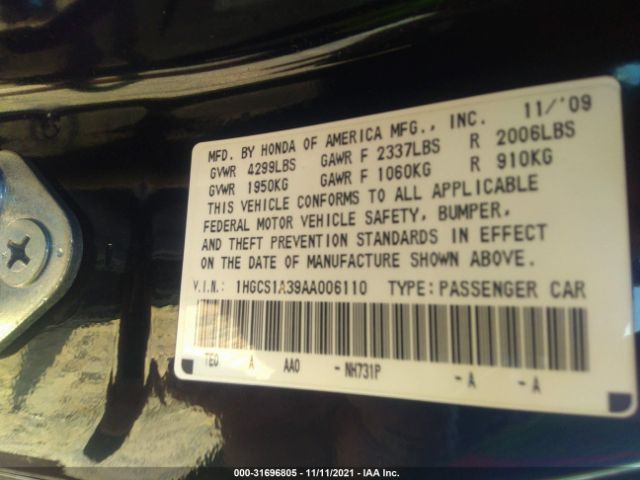 MFD. BY HONDA OF AMERICA MFG., INC. 11/'09
GVWR 4299LBS GAWR F 2337LBS R 2006LBS
GVWR 1950KG GAWR F 1060KG R 910KG
THIS VEHICLE CONFORMS TO ALL APPLICABLE
FEDERAL MOTOR VEHICLE SAFETY, BUMPER,
AND THEFT PREVENTION STANDARDS IN EFFECT
ON THE DATE OF MANUFACTURE SHOWN ABOVE.
V.I.N.: 1HGCS1A39AA006110 TYPE: PASSENGER CAR
TE0 A AA0 - NH731P - A - A
000-31696805 - 11/11/2021 - IAA Inc.